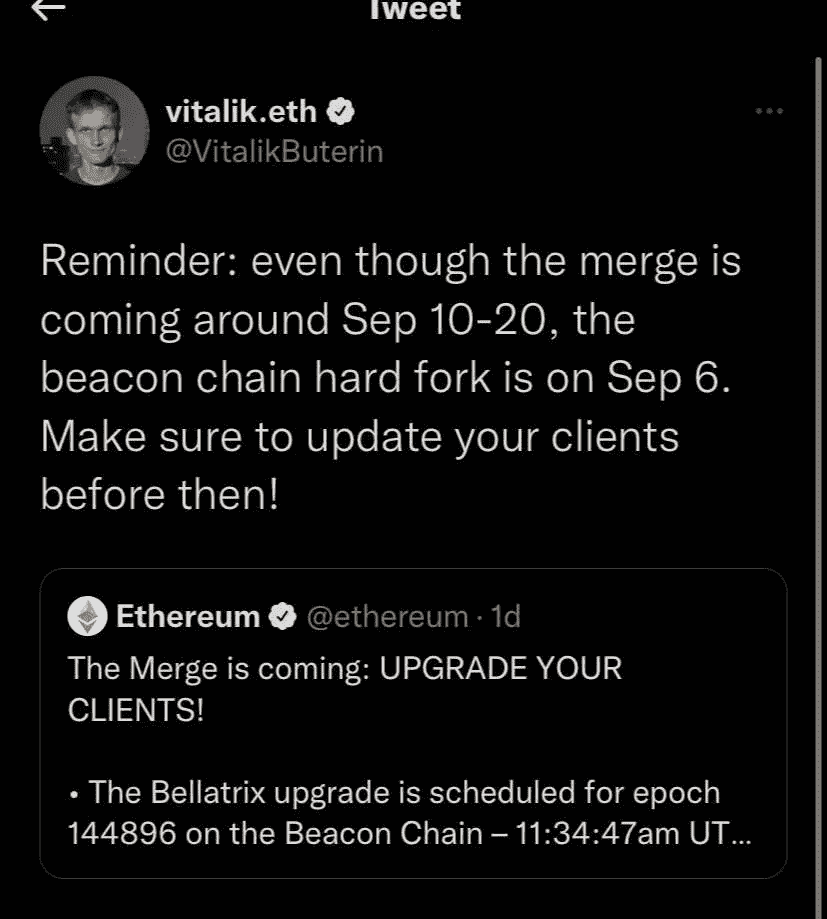 Tweet
vitalik.eth
@VitalikButerin
Reminder: even though the merge is
coming around Sep 10-20, the
beacon chain hard fork is on Sep 6.
Make sure to update your clients
before then!
Ethereum @ethereum · 1d
The Merge is coming: UPGRADE YOUR
CLIENTS!
• The Bellatrix upgrade is scheduled for epoch
144896 on the Beacon Chain – 11:34:47am UT...